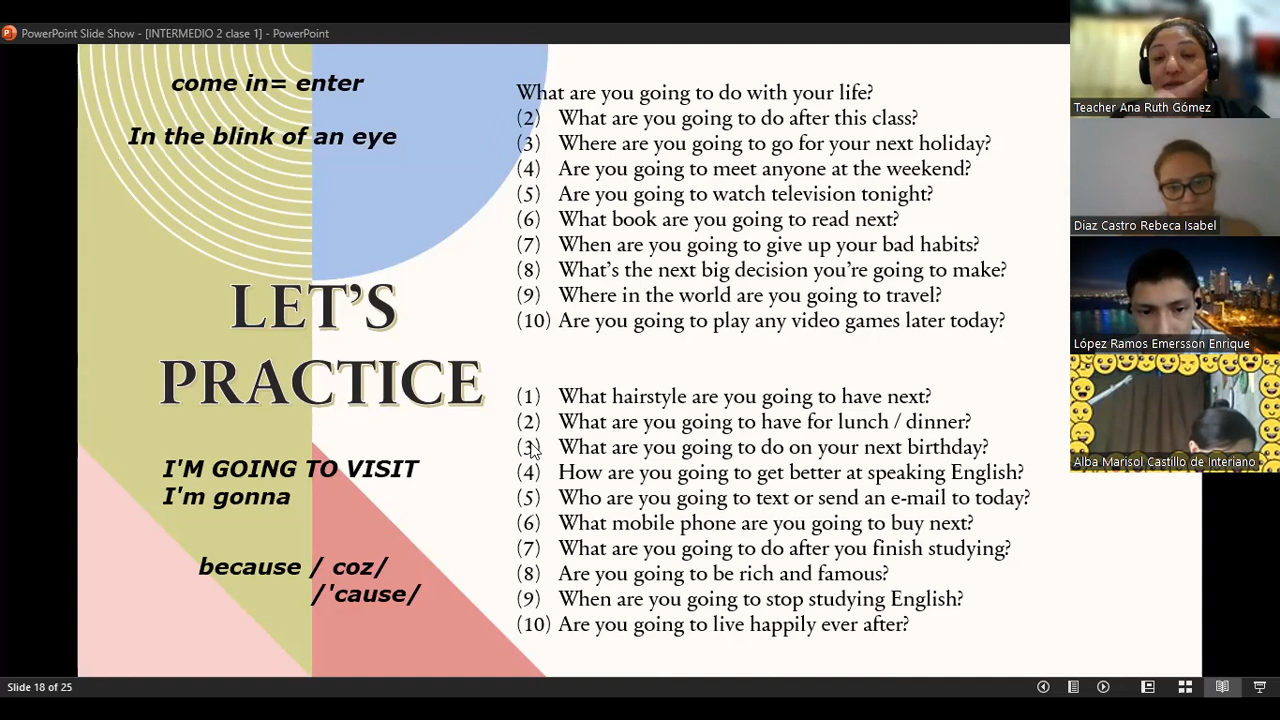 PowerPoint Slide Show - [INTERMEDIO 2 clase 1] - PowerPoint
come in= enter
In the blink of an eye
LET'S
PRACTICE
I'M GOING TO VISIT
I'm gonna
because / coz/
/'cause/
What are you going to do with your life?
(2) What are you going to do after this class?
(3) Where are you going to go for your next holiday?
(4) Are you going to meet anyone at the weekend?
(5) Are you going to watch television tonight?
(6) What book are you going to read next?
(7) When are you going to give up your bad habits?
(8) What's the next big decision you're going to make?
(9) Where in the world are you going to travel?
(10) Are you going to play any video games later today?
(1) What hairstyle are you going to have next?
(2) What are you going to have for lunch / dinner?
(3) What are you going to do on your next birthday?
(4) How are you going to get better at speaking English?
(5) Who are you going to text or send an e-mail to today?
(6) What mobile phone are you going to buy next?
(7) What are you going to do after you finish studying?
(8) Are you going to be rich and famous?
(9) When are you going to stop studying English?
(10) Are you going to live happily ever after?
Teacher Ana Ruth Gómez
Diaz Castro Rebeca Isabel
López Ramos Emersson Enrique
Alba Marisol Castillo de Interiano
Slide 18 of 25